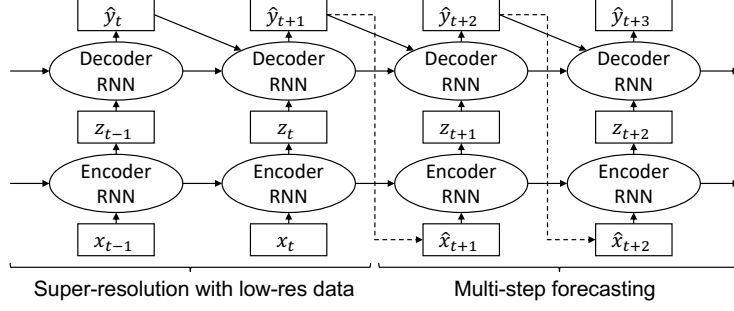 ŷ_t ŷ_{t+1} ŷ_{t+2} ŷ_{t+3}
Decoder RNN Decoder RNN Decoder RNN Decoder RNN
z_{t−1} z_t z_{t+1} z_{t+2}
Encoder RNN Encoder RNN Encoder RNN Encoder RNN
x_{t−1} x_t x̂_{t+1} x̂_{t+2}
Super-resolution with low-res data Multi-step forecasting